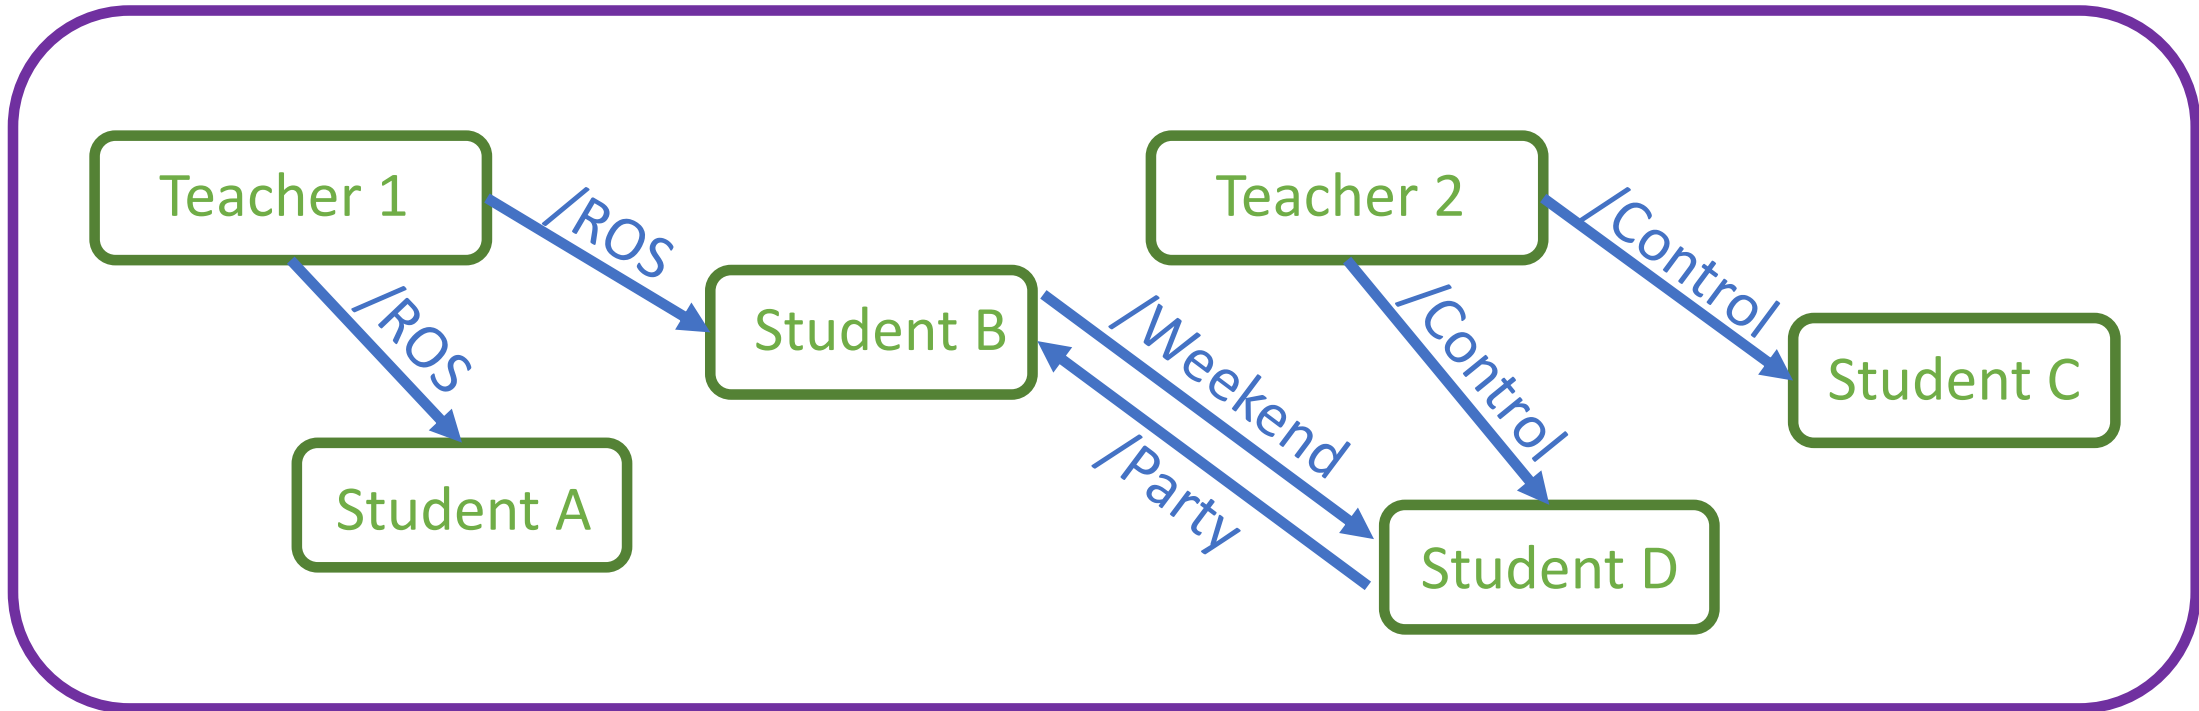 Teacher 1
/ROS
/ROS
Student A
Student B
/Weekend
/Party
Teacher 2
/Control
/Control
Student C
Student D